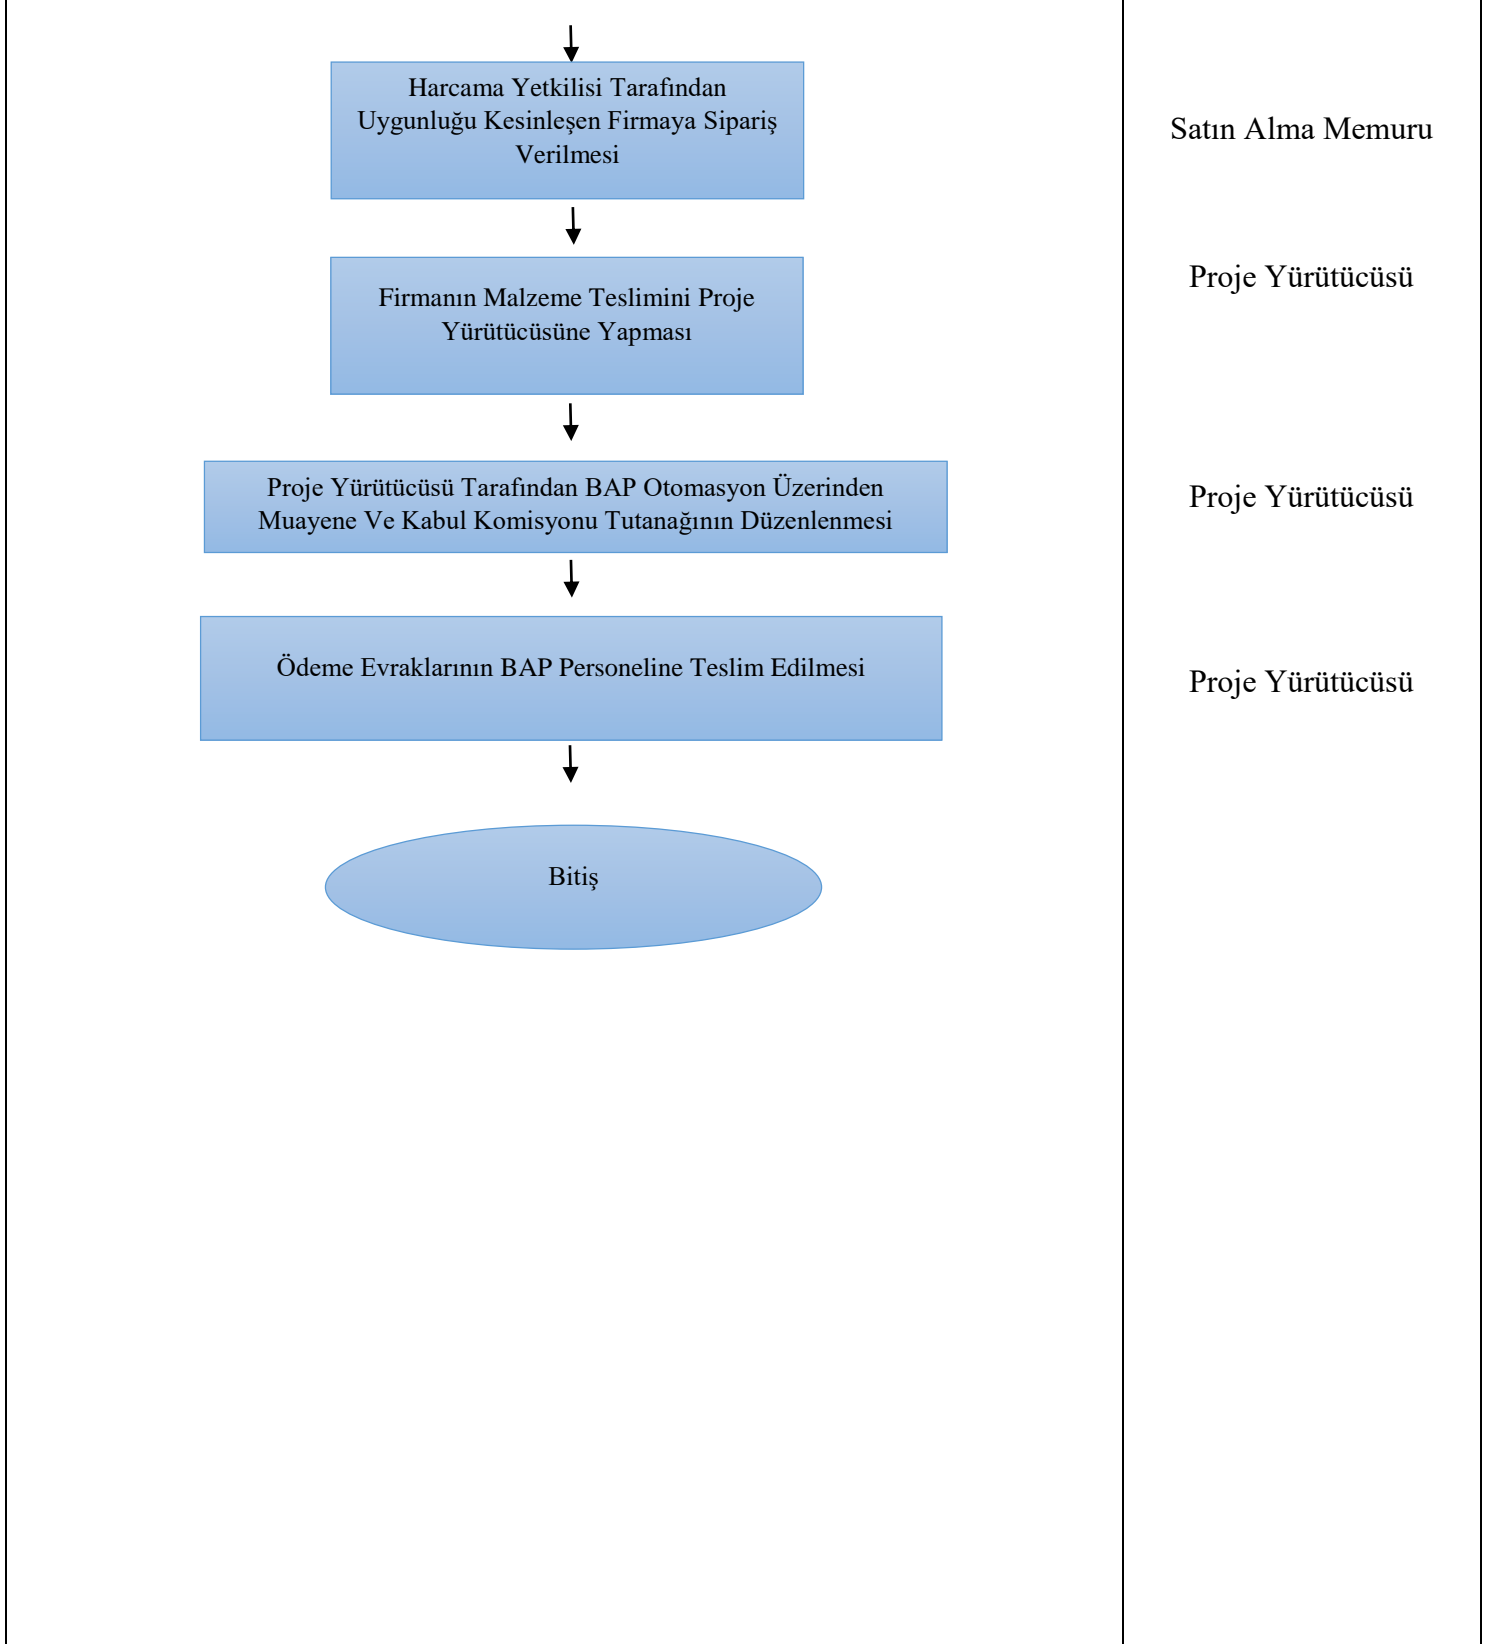 Harcama Yetkilisi Tarafından
Uygunluğu Kesinleşen Firmaya Sipariş
Verilmesi
Satın Alma Memuru
Firmanın Malzeme Teslimini Proje
Yürütücüsüne Yapması
Proje Yürütücüsü
Proje Yürütücüsü Tarafından BAP Otomasyon Üzerinden
Muayene Ve Kabul Komisyonu Tutanağının Düzenlenmesi
Proje Yürütücüsü
Ödeme Evraklarının BAP Personeline Teslim Edilmesi
Proje Yürütücüsü
Bitiş